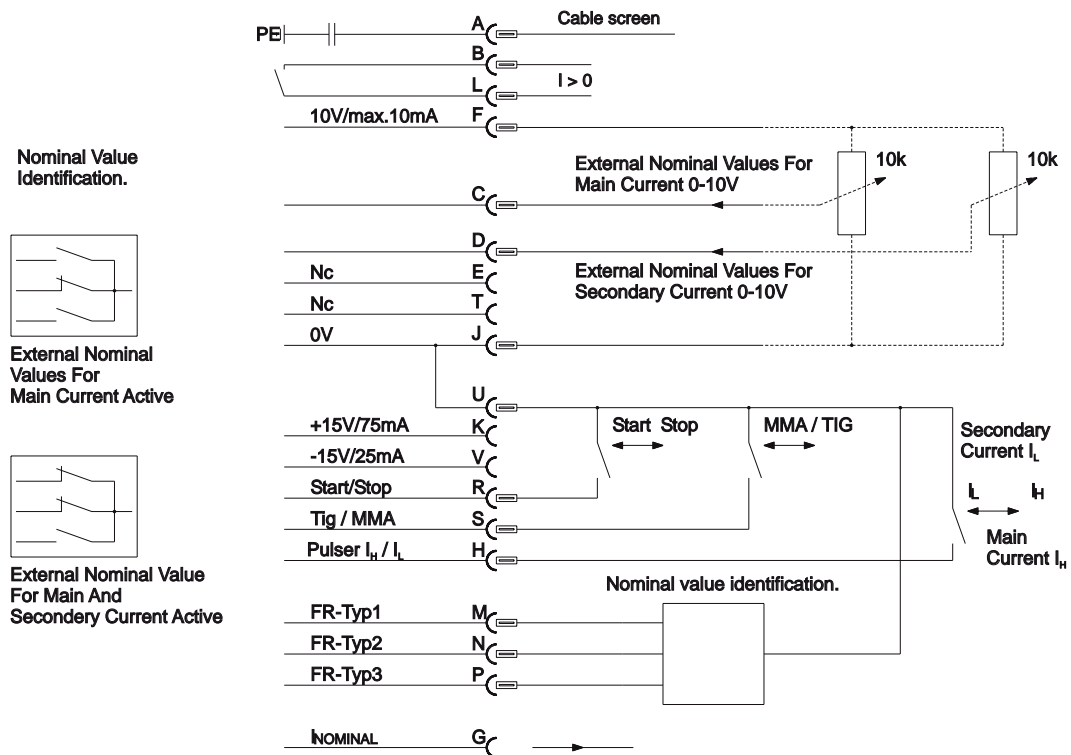 PE
A
Cable screen
B
L
I > 0
10V/max.10mA
F
Nominal Value
Identification.
External Nominal Values For
Main Current 0-10V
10k
10k
C
D
External Nominal Values For
Secondary Current 0-10V
Nc
E
Nc
T
0V
J
External Nominal
Values For
Main Current Active
U
+15V/75mA
K
-15V/25mA
V
Start/Stop
R
Tig / MMA
S
Pulser IH / IL
H
Start Stop
MMA / TIG
Secondary
Current IL
IL
IH
Main
Current IH
External Nominal Value
For Main And
Secondery Current Active
Nominal value identification.
FR-Typ1
M
FR-Typ2
N
FR-Typ3
P
INOMINAL
G